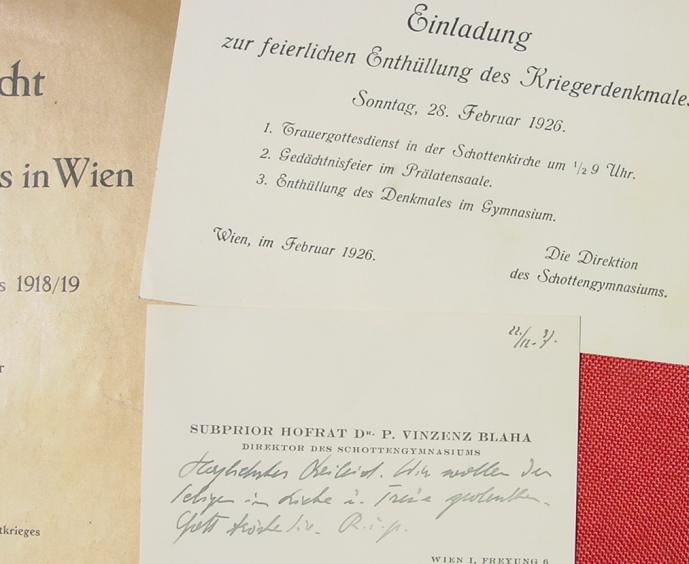 cht
s in Wien
s 1918/19
r
tkrieges
Einladung
zur feierlichen Enthüllung des Kriegerdenkmales
Sonntag, 28. Februar 1926.
1. Trauergottesdienst in der Schottenkirche um 1/2 9 Uhr.
2. Gedächtnisfeier im Prälatensaale.
3. Enthüllung des Denkmales im Gymnasium.
Wien, im Februar 1926.
Die Direktion
des Schottengymnasiums.
SUBPRIOR HOFRAT DR. P. VINZENZ BLAHA
DIREKTOR DES SCHOTTENGYMNASIUMS
Herzlichstes Beileid. Wir wollen der
in Liebe u. Treue gedenken.
Gott tröste Sie. R.i.p.
WIEN I, FREYUNG 6